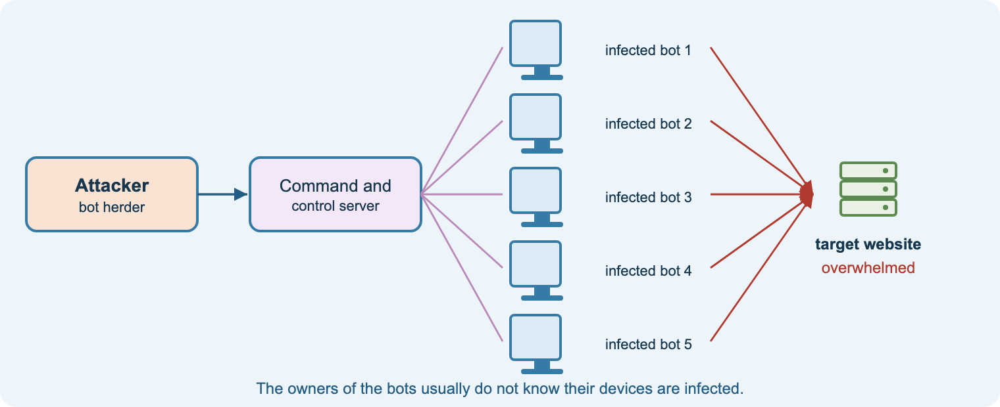 Attacker
bot herder
Command and
control server
infected bot 1
infected bot 2
infected bot 3
infected bot 4
infected bot 5
target website
overwhelmed
The owners of the bots usually do not know their devices are infected.